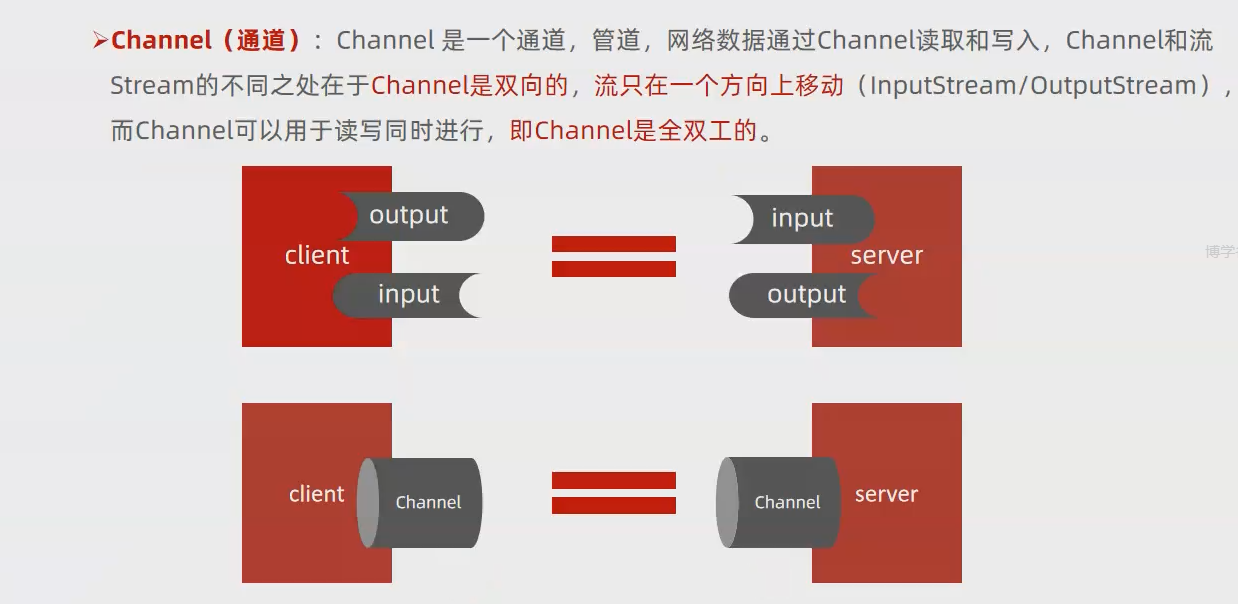 ➢Channel（通道）：Channel 是一个通道，管道，网络数据通过Channel读取和写入，Channel和流
Stream的不同之处在于Channel是双向的，流只在一个方向上移动（InputStream/OutputStream），
而Channel可以用于读写同时进行，即Channel是全双工的。
output
input
client
server
input
output
博学
client
Channel
Channel
server